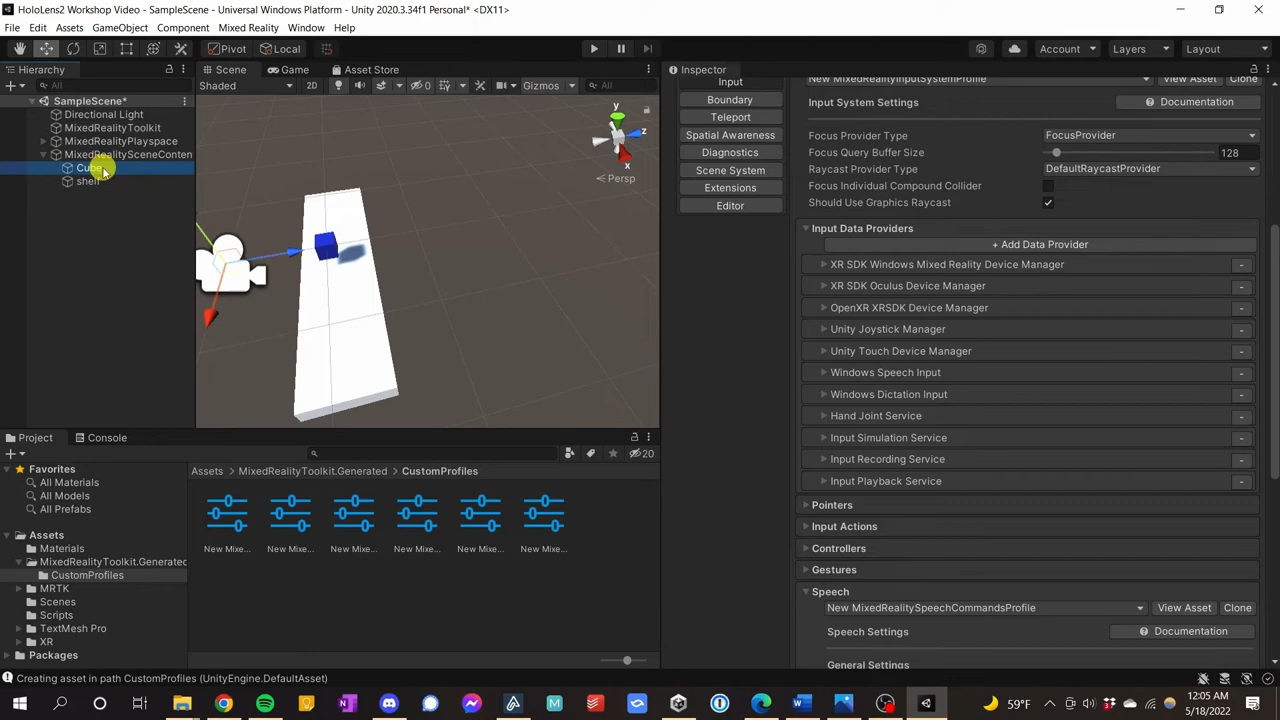 HoloLens2 Workshop Video - SampleScene - Universal Windows Platform - Unity 2020.3.34f1 Personal* <DX11>
File Edit Assets GameObject Component Mixed Reality Window Help
Pivot Local Account Layers Layout
Hierarchy
All
SampleScene*
Directional Light
MixedRealityToolkit
MixedRealityPlayspace
MixedRealitySceneConten
Cube
shelf
Scene Game Asset Store
Shaded 2D 0 Gizmos All
y
z
x
Persp
Inspector
Input
Boundary
Teleport
Spatial Awareness
Diagnostics
Scene System
Extensions
Editor
New MixedRealityInputSystemProfile View Asset Clone
Input System Settings Documentation
Focus Provider Type FocusProvider
Focus Query Buffer Size 128
Raycast Provider Type DefaultRaycastProvider
Focus Individual Compound Collider
Should Use Graphics Raycast
Input Data Providers
+ Add Data Provider
XR SDK Windows Mixed Reality Device Manager -
XR SDK Oculus Device Manager -
OpenXR XRSDK Device Manager -
Unity Joystick Manager -
Unity Touch Device Manager -
Windows Speech Input -
Windows Dictation Input -
Hand Joint Service -
Input Simulation Service -
Input Recording Service -
Input Playback Service -
Pointers
Input Actions
Controllers
Gestures
Speech
New MixedRealitySpeechCommandsProfile View Asset Clone
Speech Settings Documentation
General Settings
Project Console
20
Favorites
All Materials
All Models
All Prefabs
Assets
Materials
MixedRealityToolkit.Generated
CustomProfiles
MRTK
Scenes
Scripts
TextMesh Pro
XR
Packages
Assets MixedRealityToolkit.Generated CustomProfiles
New Mixe... New Mixe... New Mixe... New Mixe... New Mixe... New Mixe...
Creating asset in path CustomProfiles (UnityEngine.DefaultAsset)
59°F
12:05 AM
5/18/2022